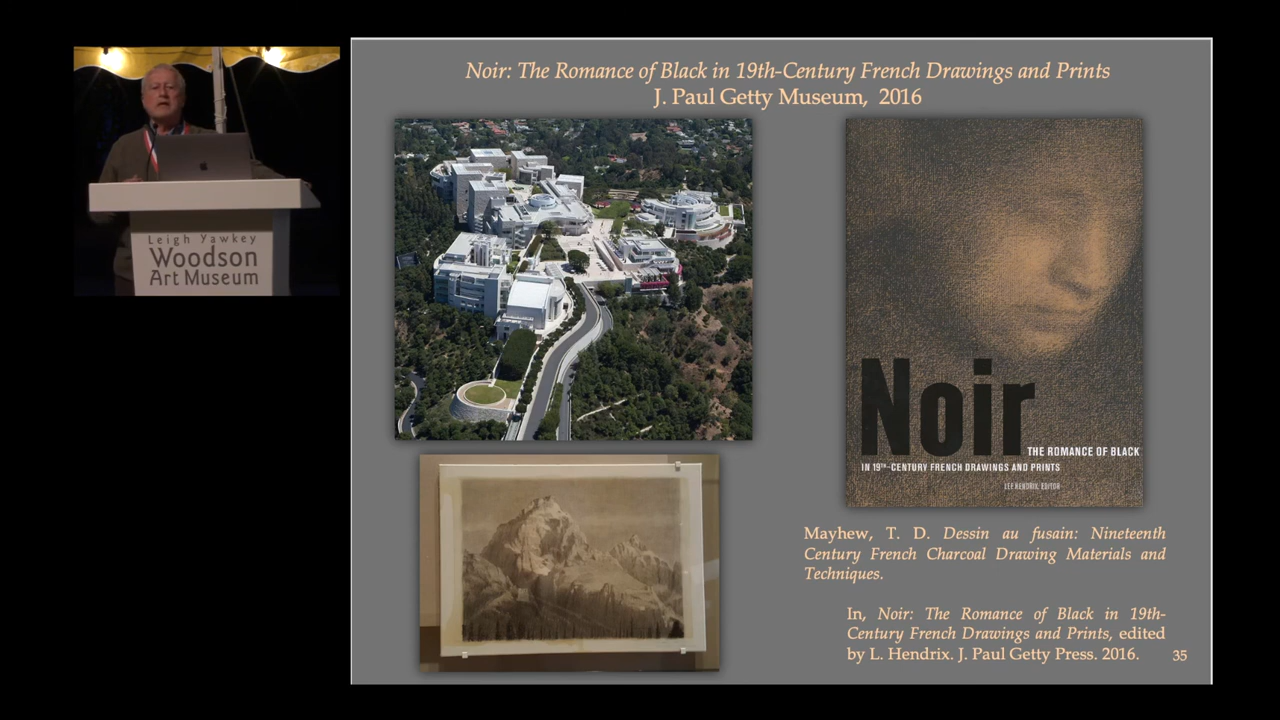 Noir: The Romance of Black in 19th-Century French Drawings and Prints
J. Paul Getty Museum, 2016
Leigh Yawkey
Woodson
Art Museum
Noir
THE ROMANCE OF BLACK
IN 19TH-CENTURY FRENCH DRAWINGS AND PRINTS
LEE HENDRIX, EDITOR
Mayhew, T. D. Dessin au fusain: Nineteenth
Century French Charcoal Drawing Materials and
Techniques.
In, Noir: The Romance of Black in 19th-
Century French Drawings and Prints, edited
by L. Hendrix. J. Paul Getty Press. 2016.
35